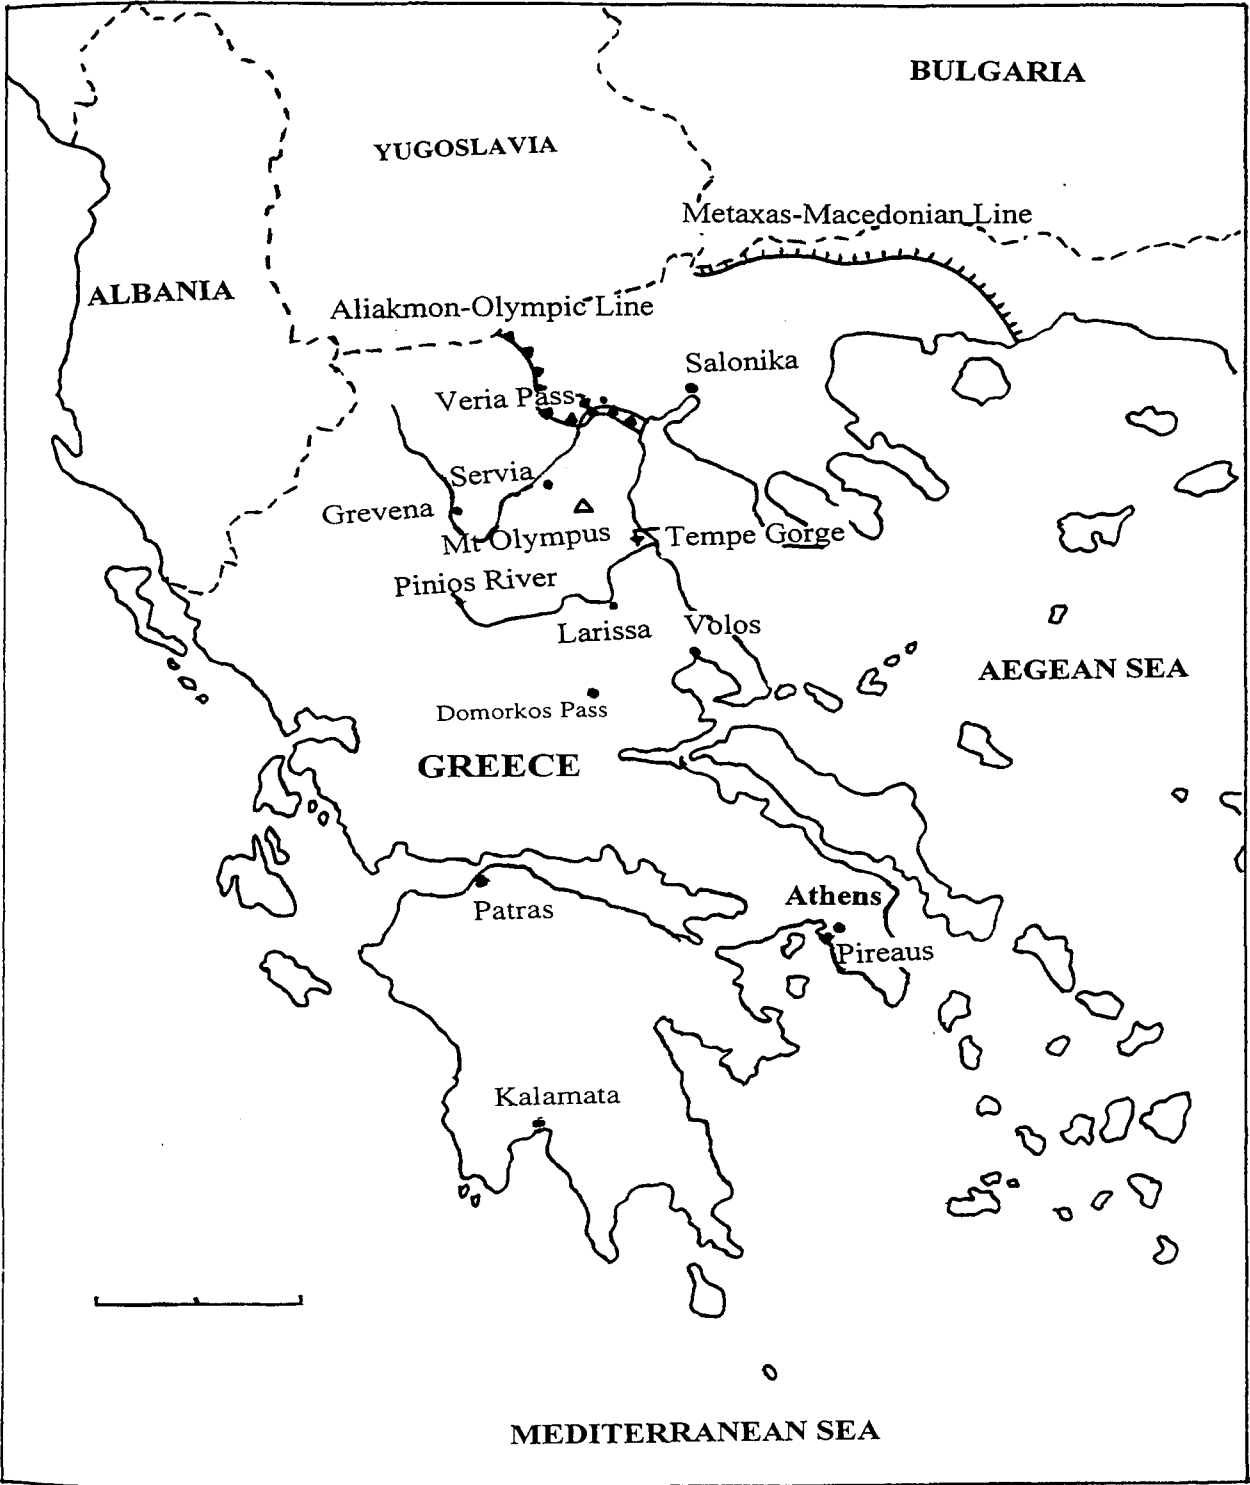 BULGARIA
YUGOSLAVIA
Metaxas-Macedonian Line
ALBANIA
Aliakmon-Olympic Line
Salonika
Veria Pass
Servia
Grevena
Mt Olympus
Tempe Gorge
Pinios River
Larissa
Volos
AEGEAN SEA
Domorkos Pass
GREECE
Athens
Patras
Pireaus
Kalamata
MEDITERRANEAN SEA